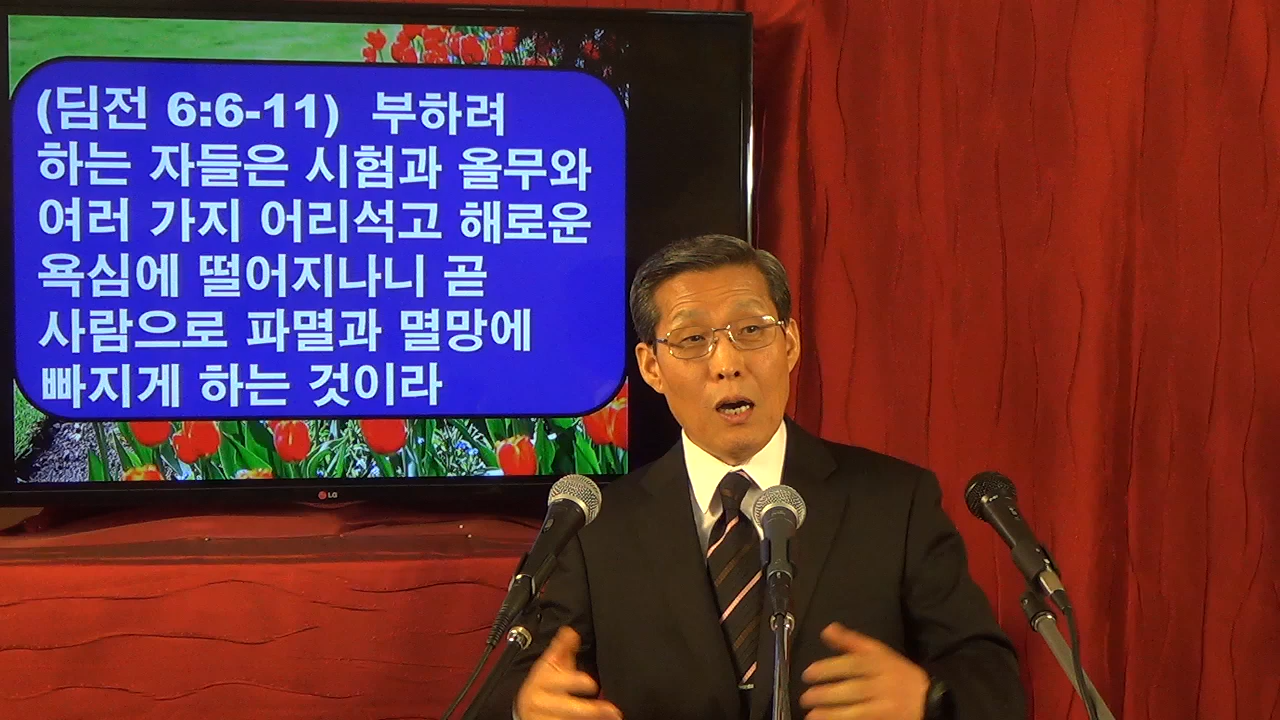 (딤전 6:6-11) 부하려
하는 자들은 시험과 올무와
여러 가지 어리석고 해로운
욕심에 떨어지나니 곧
사람으로 파멸과 멸망에
빠지게 하는 것이라
LG